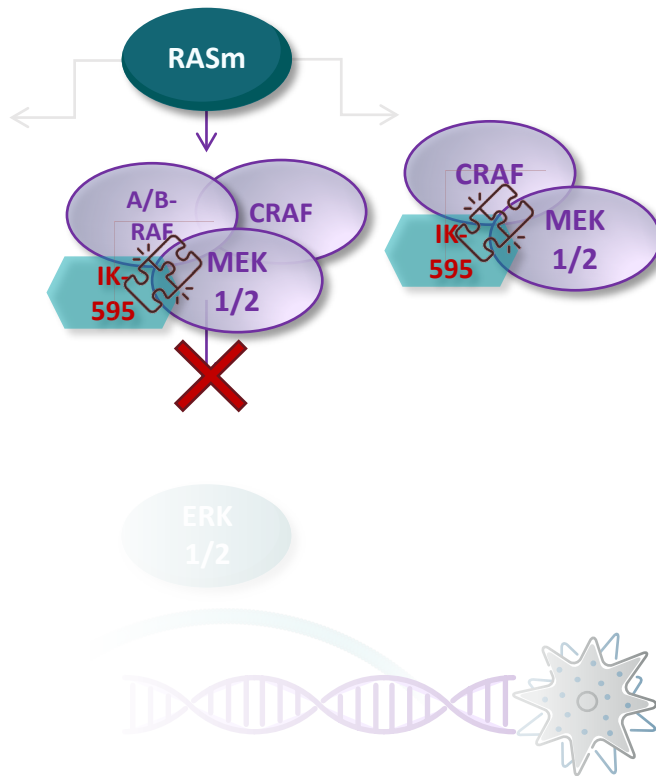 RASm
A/B-
RAF
CRAF
MEK
1/2
IK-
595
CRAF
MEK
1/2
IK-
595
ERK
1/2